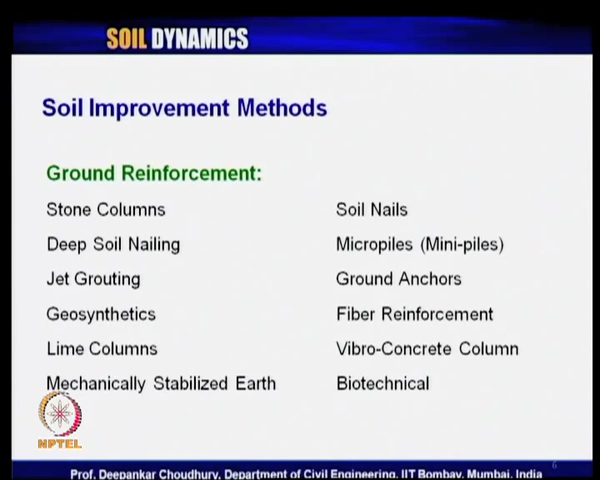 SOIL DYNAMICS
Soil Improvement Methods
Ground Reinforcement:
Stone Columns
Deep Soil Nailing
Jet Grouting
Geosynthetics
Lime Columns
Mechanically Stabilized Earth
Soil Nails
Micropiles (Mini-piles)
Ground Anchors
Fiber Reinforcement
Vibro-Concrete Column
Biotechnical
NPTEL
6
Prof. Deepankar Choudhury, Department of Civil Engineering, IIT Bombay, Mumbai, India